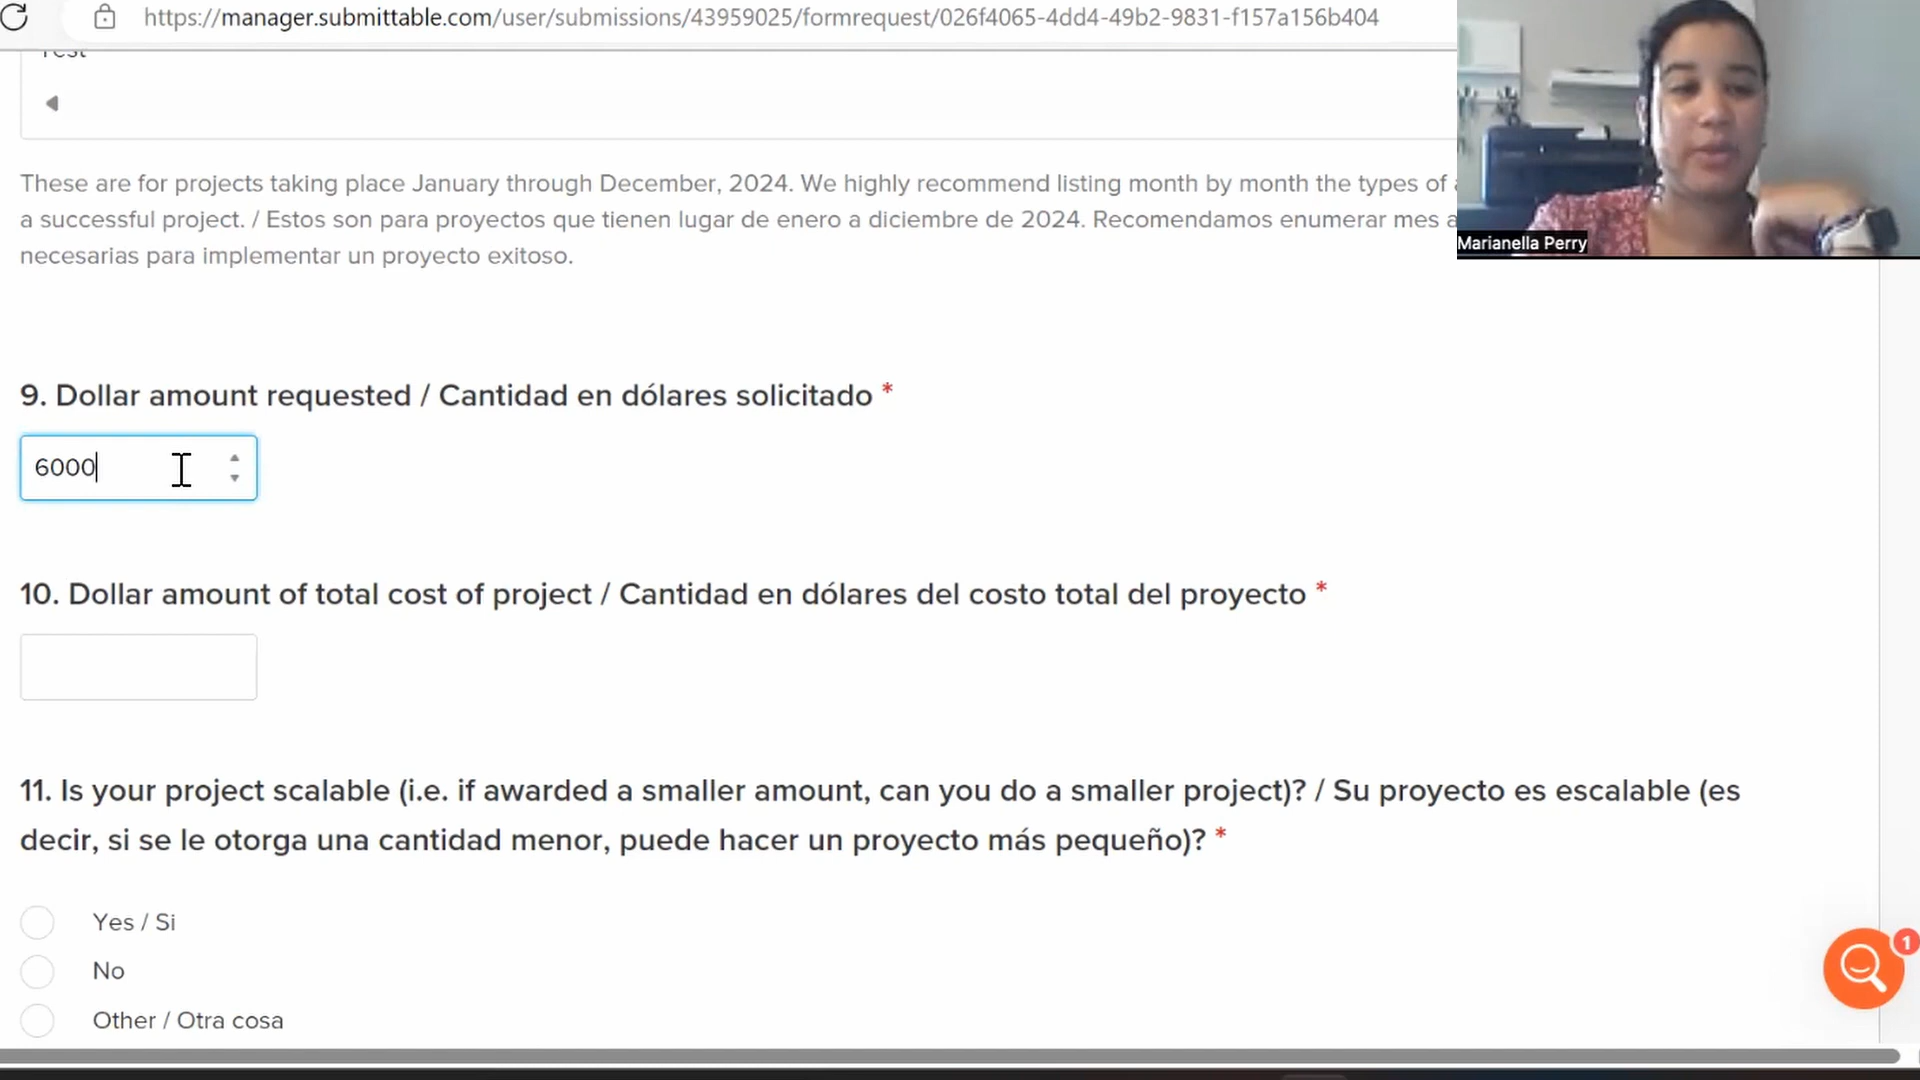 https://manager.submittable.com/user/submissions/43959025/formrequest/026f4065-4dd4-49b2-9831-f157a156b404
Marianella Perry
These are for projects taking place January through December, 2024. We highly recommend listing month by month the types of
a successful project. / Estos son para proyectos que tienen lugar de enero a diciembre de 2024. Recomendamos enumerar mes a
necesarias para implementar un proyecto exitoso.
9. Dollar amount requested / Cantidad en dólares solicitado *
6000
10. Dollar amount of total cost of project / Cantidad en dólares del costo total del proyecto *
11. Is your project scalable (i.e. if awarded a smaller amount, can you do a smaller project)? / Su proyecto es escalable (es
decir, si se le otorga una cantidad menor, puede hacer un proyecto más pequeño)? *
Yes / Si
No
Other / Otra cosa
1